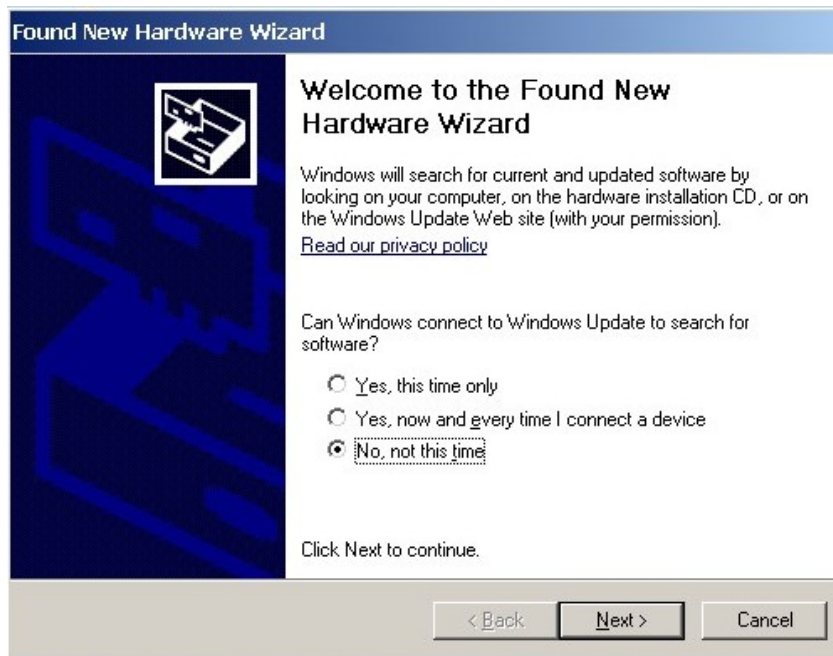 Found New Hardware Wizard
Welcome to the Found New
Hardware Wizard
Windows will search for current and updated software by
looking on your computer, on the hardware installation CD, or on
the Windows Update Web site (with your permission).
Read our privacy policy
Can Windows connect to Windows Update to search for
software?
Yes, this time only
Yes, now and every time I connect a device
No, not this time
Click Next to continue.
< Back
Next >
Cancel